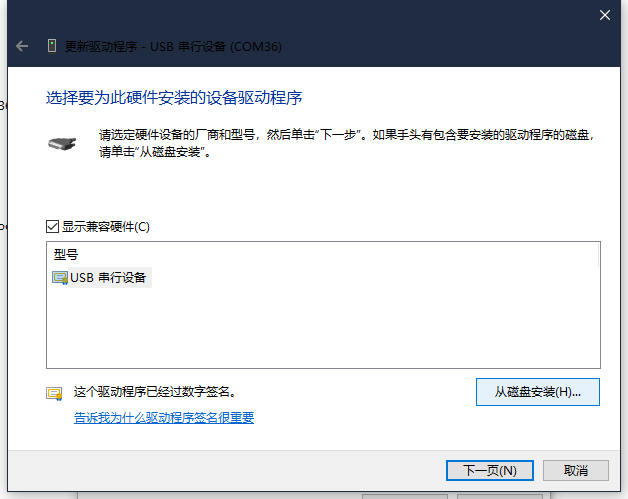 更新驱动程序 - USB 串行设备 (COM36)
选择要为此硬件安装的设备驱动程序
请选定硬件设备的厂商和型号，然后单击“下一步”。如果手头有包含要安装的驱动程序的磁盘，
请单击“从磁盘安装”。
显示兼容硬件(C)
型号
USB 串行设备
这个驱动程序已经过数字签名。
从磁盘安装(H)...
告诉我为什么驱动程序签名很重要
下一页(N)
取消